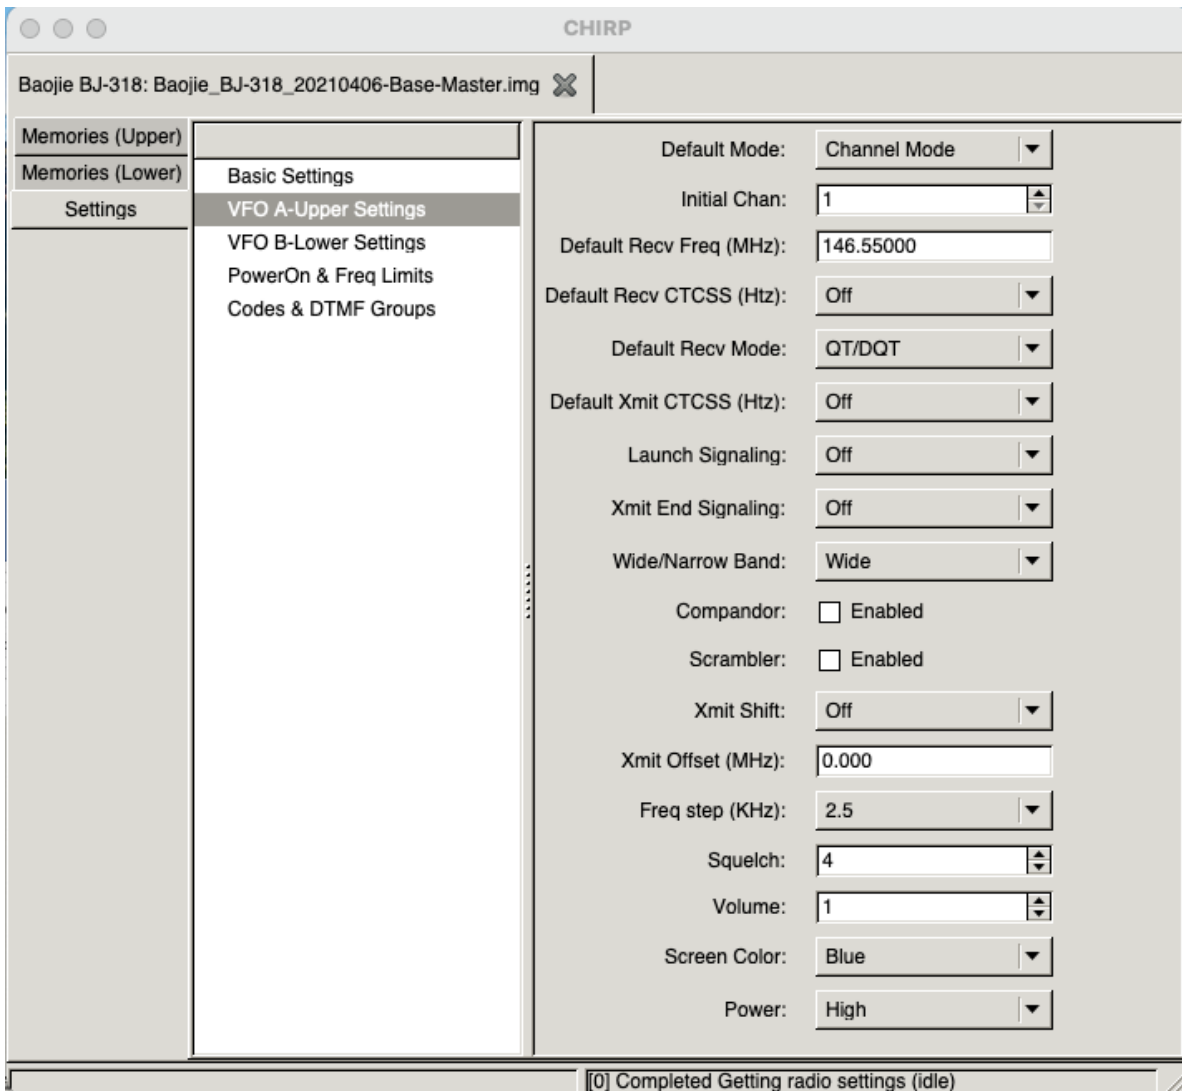 CHIRP
Baojie BJ-318: Baojie_BJ-318_20210406-Base-Master.img
Memories (Upper)
Memories (Lower)
Settings
Basic Settings
VFO A-Upper Settings
VFO B-Lower Settings
PowerOn & Freq Limits
Codes & DTMF Groups
Default Mode: Channel Mode
Initial Chan: 1
Default Recv Freq (MHz): 146.55000
Default Recv CTCSS (Htz): Off
Default Recv Mode: QT/DQT
Default Xmit CTCSS (Htz): Off
Launch Signaling: Off
Xmit End Signaling: Off
Wide/Narrow Band: Wide
Compandor: Enabled
Scrambler: Enabled
Xmit Shift: Off
Xmit Offset (MHz): 0.000
Freq step (KHz): 2.5
Squelch: 4
Volume: 1
Screen Color: Blue
Power: High
[0] Completed Getting radio settings (idle)